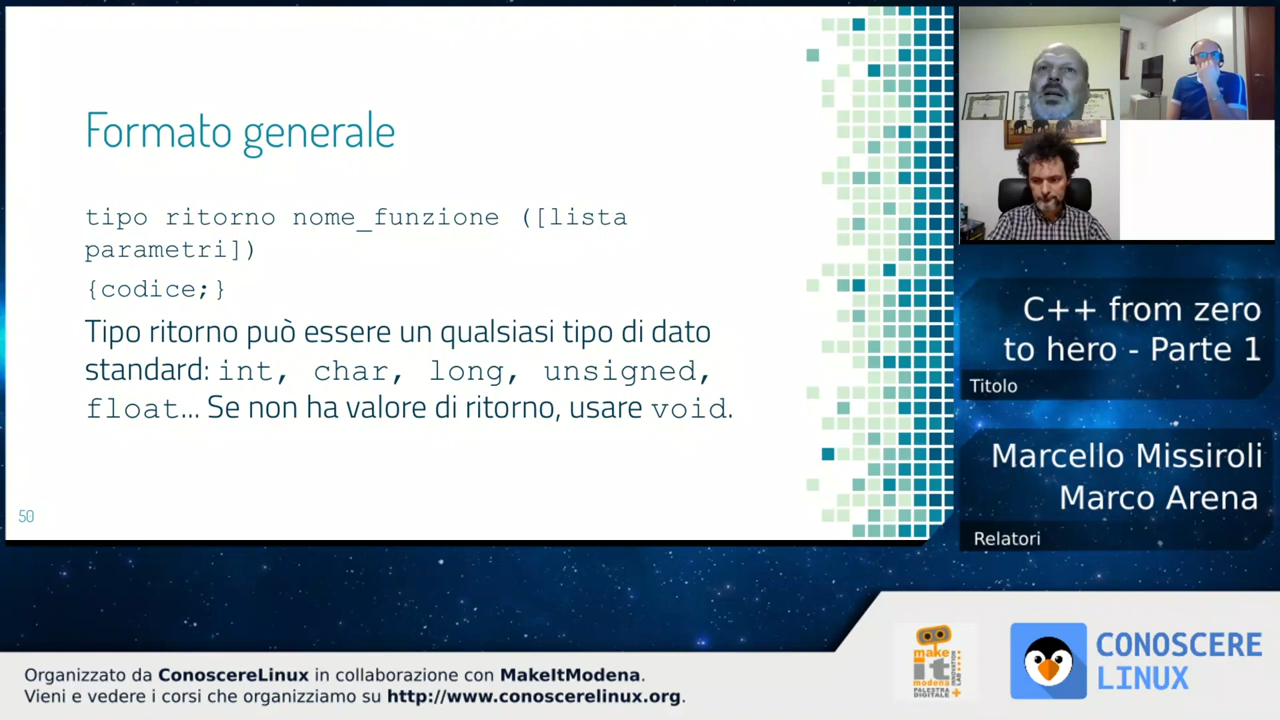 Formato generale
tipo ritorno nome_funzione ([lista
parametri])
{codice;}
Tipo ritorno può essere un qualsiasi tipo di dato
standard: int, char, long, unsigned,
float... Se non ha valore di ritorno, usare void.
50
C++ from zero
to hero - Parte 1
Titolo
Marcello Missiroli
Marco Arena
Relatori
Organizzato da ConoscereLinux in collaborazione con MakeItModena.
Vieni e vedere i corsi che organizziamo su http://www.conoscerelinux.org.
make
it
modena
PALESTRA
DIGITALE
INNOVATION
LAB
CONOSCERE
LINUX